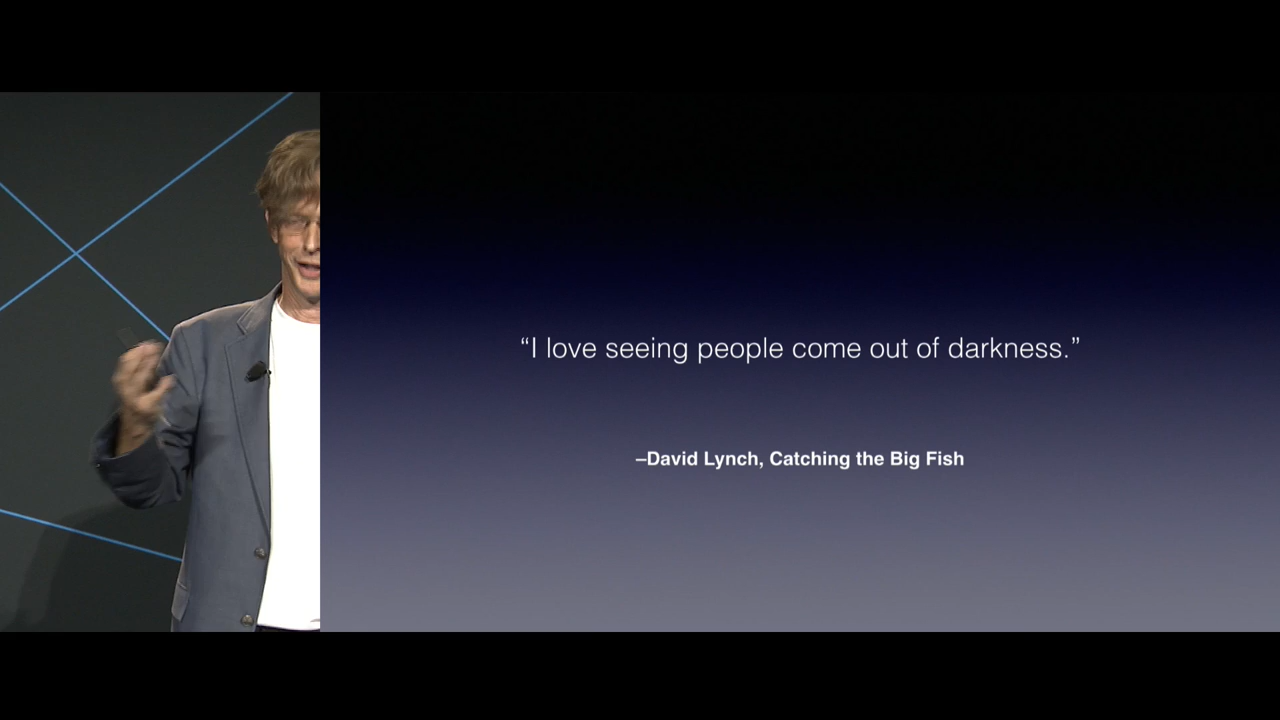 “I love seeing people come out of darkness.”
–David Lynch, Catching the Big Fish